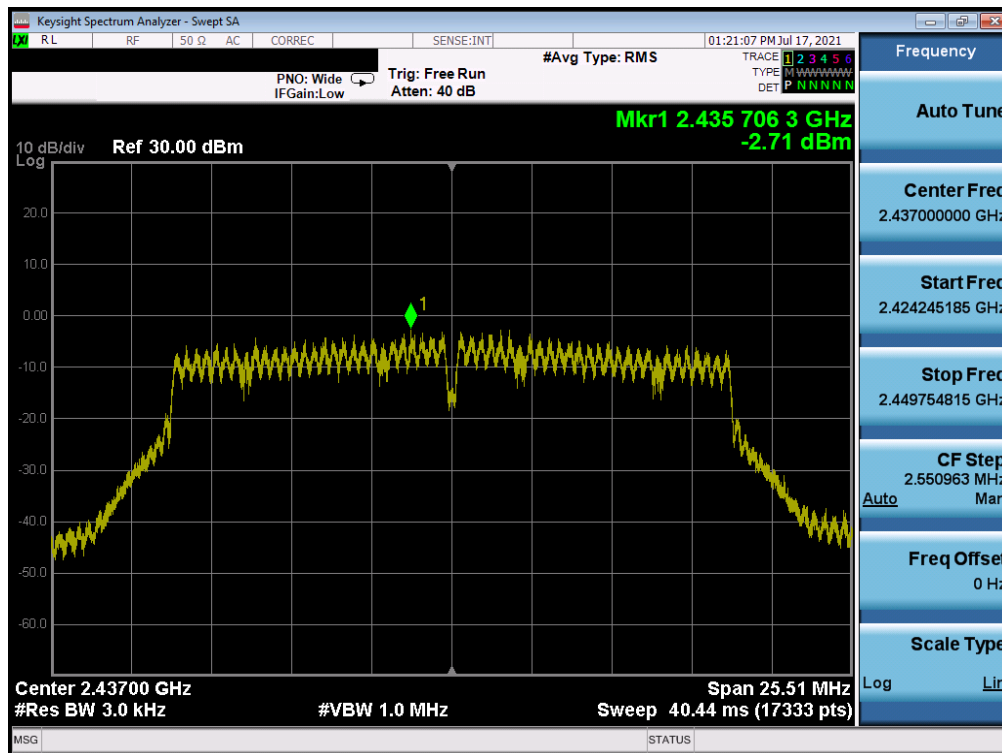 Keysight Spectrum Analyzer - Swept SA
LXI RL RF 50 Ω AC CORREC SENSE:INT 01:21:07 PM Jul 17, 2021
#Avg Type: RMS TRACE 1 2 3 4 5 6
PNO: Wide Trig: Free Run TYPE M WWWWW
IFGain:Low Atten: 40 dB DET P N N N N N
Mkr1 2.435 706 3 GHz
-2.71 dBm
10 dB/div Ref 30.00 dBm
Log
20.0
10.0
1
0.00
-10.0
-20.0
-30.0
-40.0
-50.0
-60.0
Center 2.43700 GHz Span 25.51 MHz
#Res BW 3.0 kHz #VBW 1.0 MHz Sweep 40.44 ms (17333 pts)
MSG STATUS
Frequency
Auto Tune
Center Freq
2.437000000 GHz
Start Freq
2.424245185 GHz
Stop Freq
2.449754815 GHz
CF Step
2.550963 MHz
Auto Man
Freq Offset
0 Hz
Scale Type
Log Lin